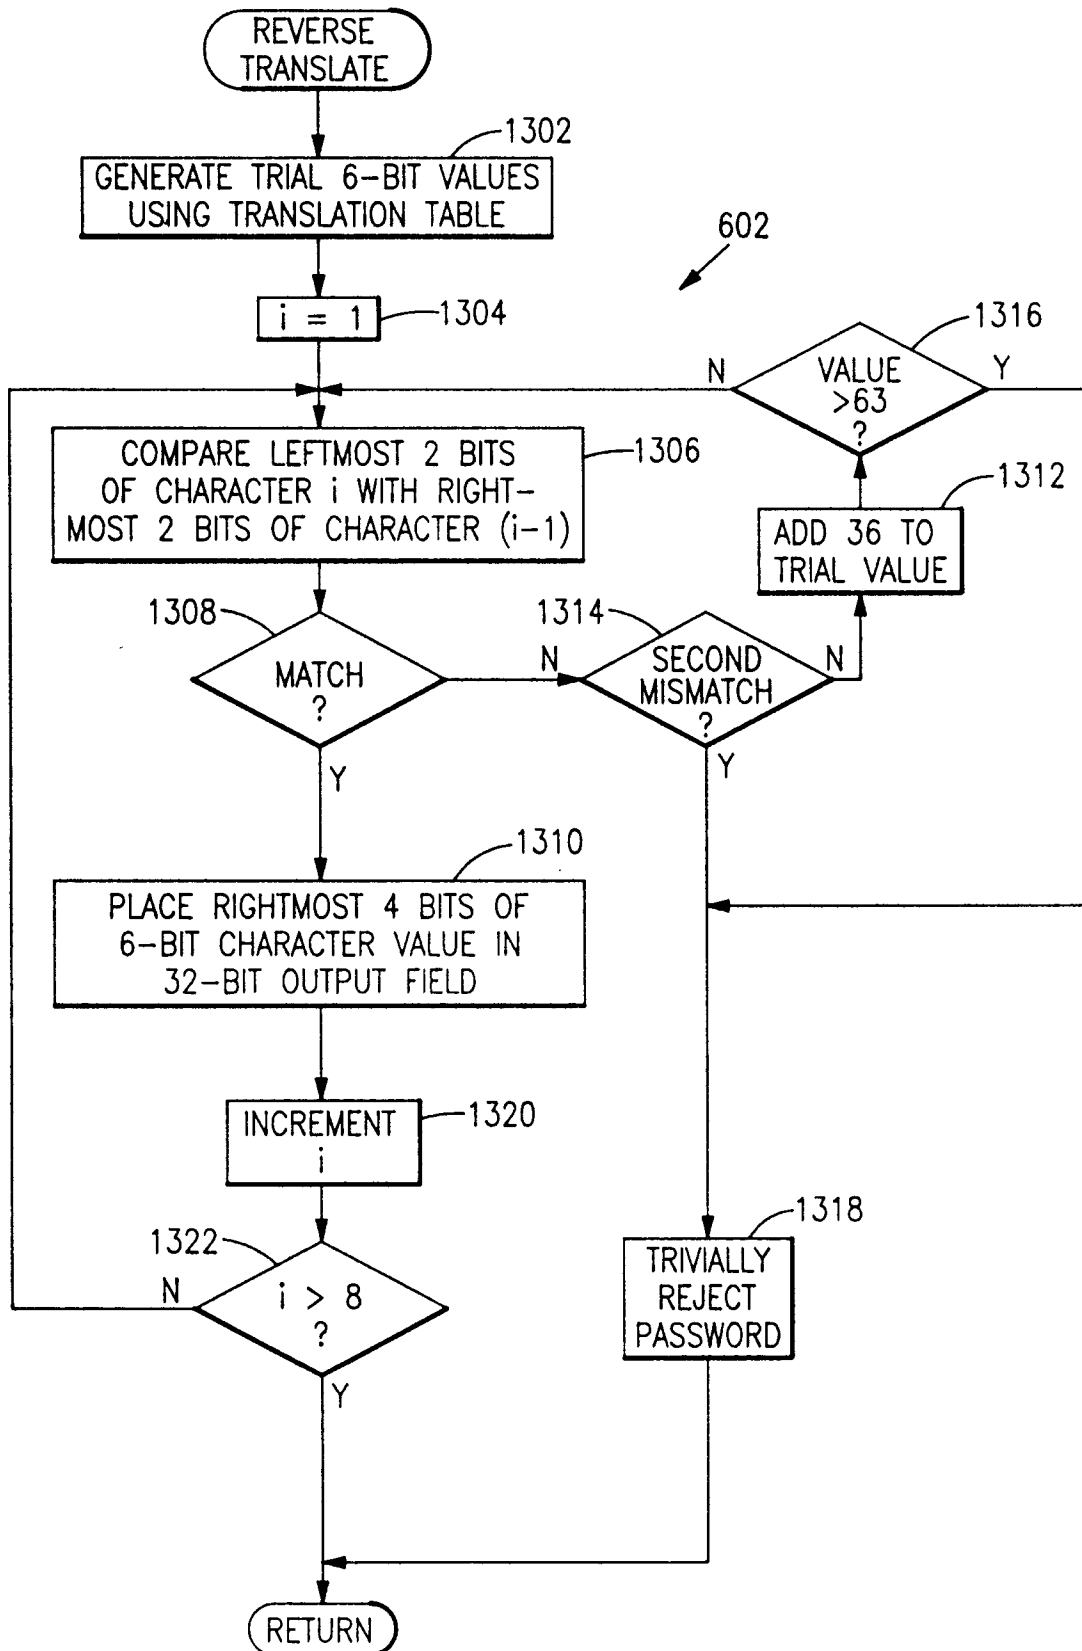 REVERSE
TRANSLATE
1302
GENERATE TRIAL 6-BIT VALUES
USING TRANSLATION TABLE
602
i = 1
1304
1316
N
VALUE
>63
?
Y
COMPARE LEFTMOST 2 BITS
OF CHARACTER i WITH RIGHT-
MOST 2 BITS OF CHARACTER (i-1)
1306
1312
ADD 36 TO
TRIAL VALUE
1308
MATCH
?
N
Y
1314
SECOND
MISMATCH
?
N
Y
1310
PLACE RIGHTMOST 4 BITS OF
6-BIT CHARACTER VALUE IN
32-BIT OUTPUT FIELD
INCREMENT
i
1320
1322
N
i > 8
?
Y
1318
TRIVIALLY
REJECT
PASSWORD
RETURN